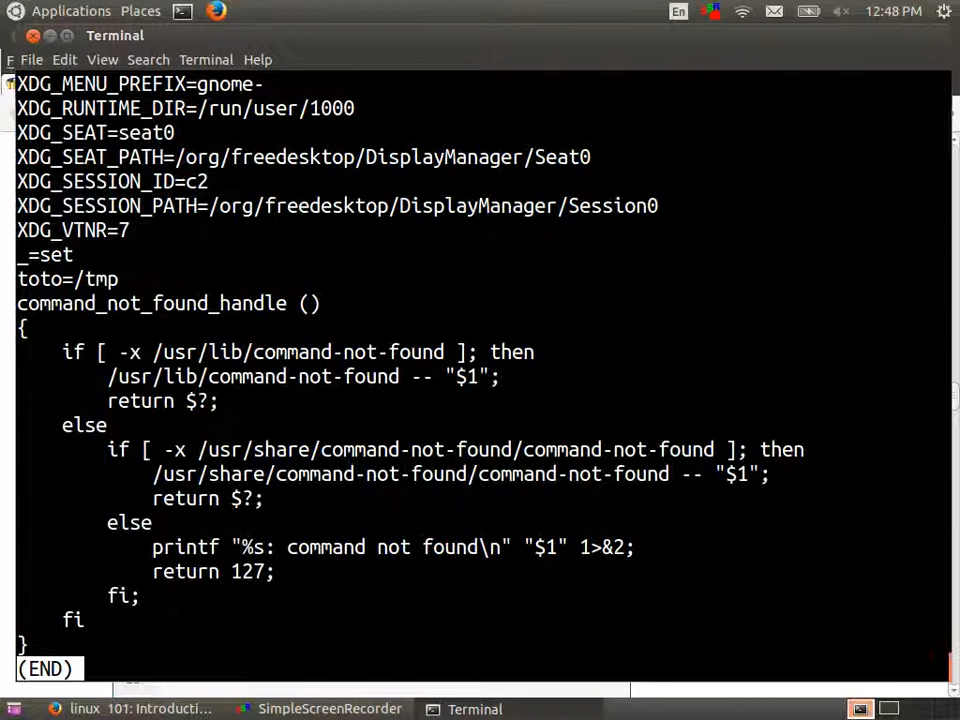 Applications Places En 12:48 PM
Terminal
File Edit View Search Terminal Help
XDG_MENU_PREFIX=gnome-
XDG_RUNTIME_DIR=/run/user/1000
XDG_SEAT=seat0
XDG_SEAT_PATH=/org/freedesktop/DisplayManager/Seat0
XDG_SESSION_ID=c2
XDG_SESSION_PATH=/org/freedesktop/DisplayManager/Session0
XDG_VTNR=7
_=set
toto=/tmp
command_not_found_handle ()
{
    if [ -x /usr/lib/command-not-found ]; then
        /usr/lib/command-not-found -- "$1";
        return $?;
    else
        if [ -x /usr/share/command-not-found/command-not-found ]; then
            /usr/share/command-not-found/command-not-found -- "$1";
            return $?;
        else
            printf "%s: command not found\n" "$1" 1>&2;
            return 127;
        fi;
    fi
}
(END)
linux_101: Introducti... SimpleScreenRecorder Terminal